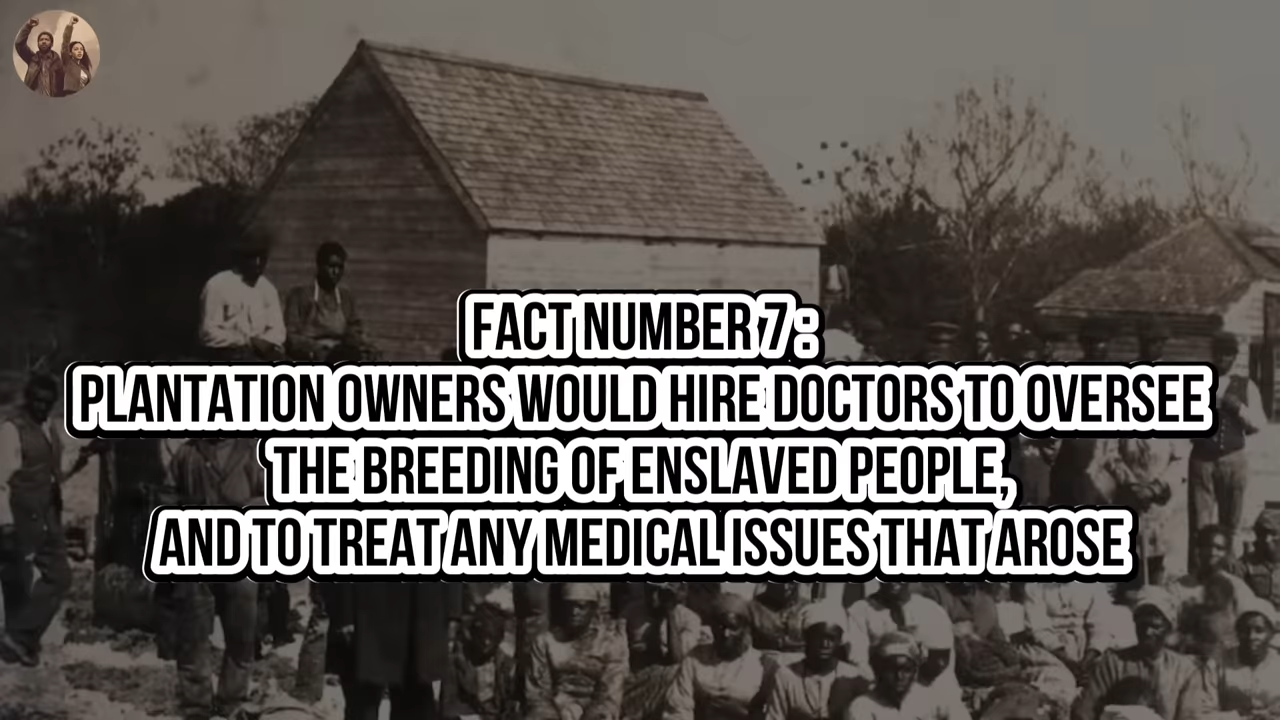 FACT NUMBER 7 :
PLANTATION OWNERS WOULD HIRE DOCTORS TO OVERSEE
THE BREEDING OF ENSLAVED PEOPLE,
AND TO TREAT ANY MEDICAL ISSUES THAT AROSE